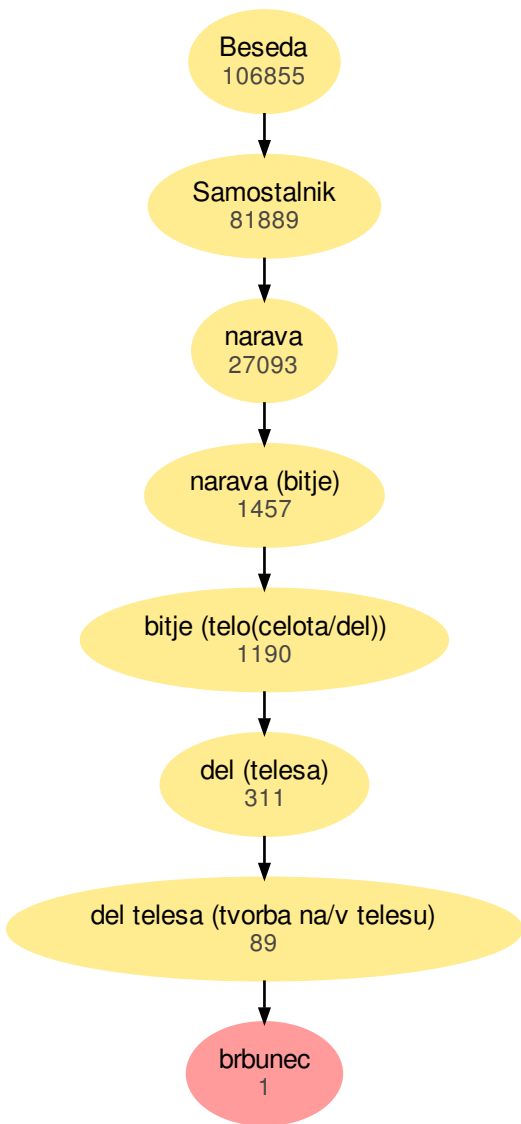 Beseda
106855
Samostalnik
81889
narava
27093
narava (bitje)
1457
bitje (telo(celota/del))
1190
del (telesa)
311
del telesa (tvorba na/v telesu)
89
brbunec
1